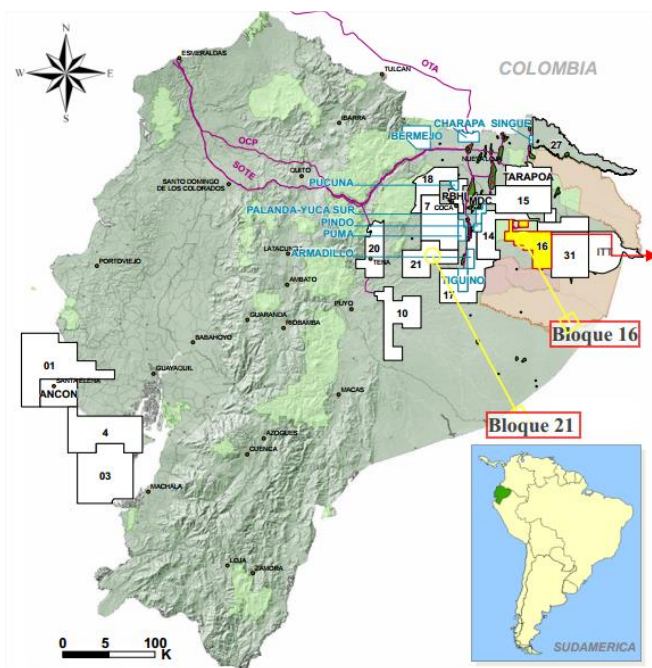 N
W
E
S
ESMERALDAS
OTA
TULCAN
COLOMBIA
IBARRA
CHARAPA
SINGUE
BERMEJO
27
OCP
SOTE
QUITO
SANTO DOMINGO
DE LOS COLORADOS
PUCUNA
18
TARAPOA
RBH
MDC
7
COCA
15
PALANDA-YUCA SUR
PINDO
PUMA
14
16
31
ITT
PORTOVIEJO
LATACUNGA
20
TENA
ARMADILLO
21
TIGUINO
17
AMBATO
PUYO
10
GUARANDA
RIOBAMBA
BABAHOYO
Bloque 16
01
SANTA ELENA
ANCON
GUAYAQUIL
MACAS
4
Bloque 21
AZOGUES
CUENCA
03
MACHALA
LOJA
ZAMORA
0 5 100
K
SUDAMERICA